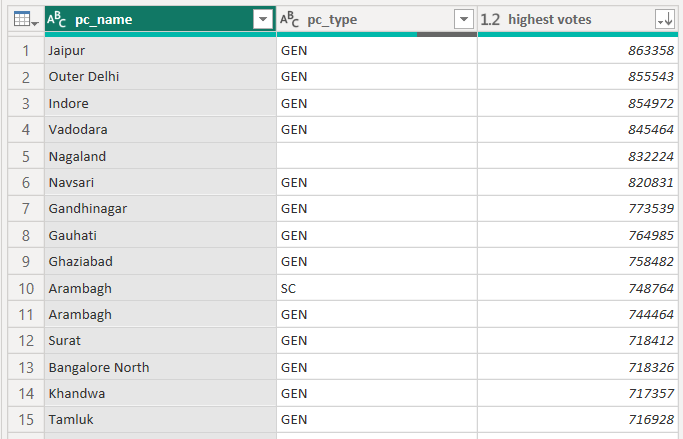 ABC pc_name ABC pc_type 1.2 highest votes
1 Jaipur GEN 863358
2 Outer Delhi GEN 855543
3 Indore GEN 854972
4 Vadodara GEN 845464
5 Nagaland 832224
6 Navsari GEN 820831
7 Gandhinagar GEN 773539
8 Gauhati GEN 764985
9 Ghaziabad GEN 758482
10 Arambagh SC 748764
11 Arambagh GEN 744464
12 Surat GEN 718412
13 Bangalore North GEN 718326
14 Khandwa GEN 717357
15 Tamluk GEN 716928